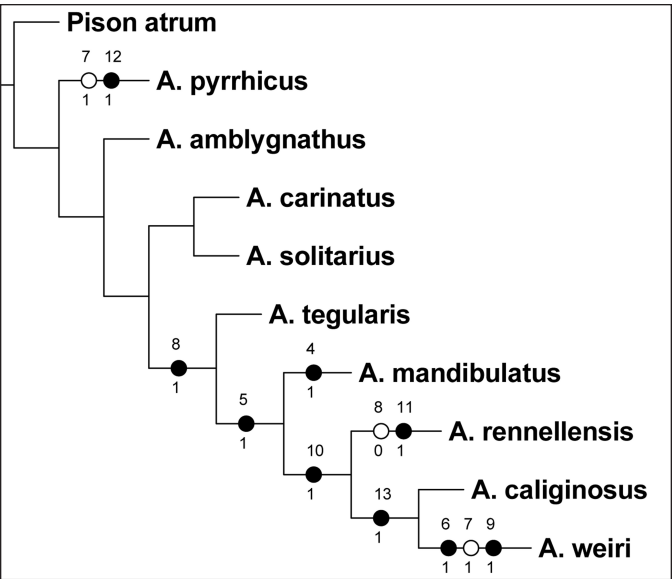 Pison atrum
7 12
A. pyrrhicus
1 1
A. amblygnathus
A. carinatus
A. solitarius
A. tegularis
8
1
4
A. mandibulatus
1
5
1
8 11
A. rennellensis
0 1
10
1
13
A. caliginosus
1
6 7 9
A. weiri
1 1 1